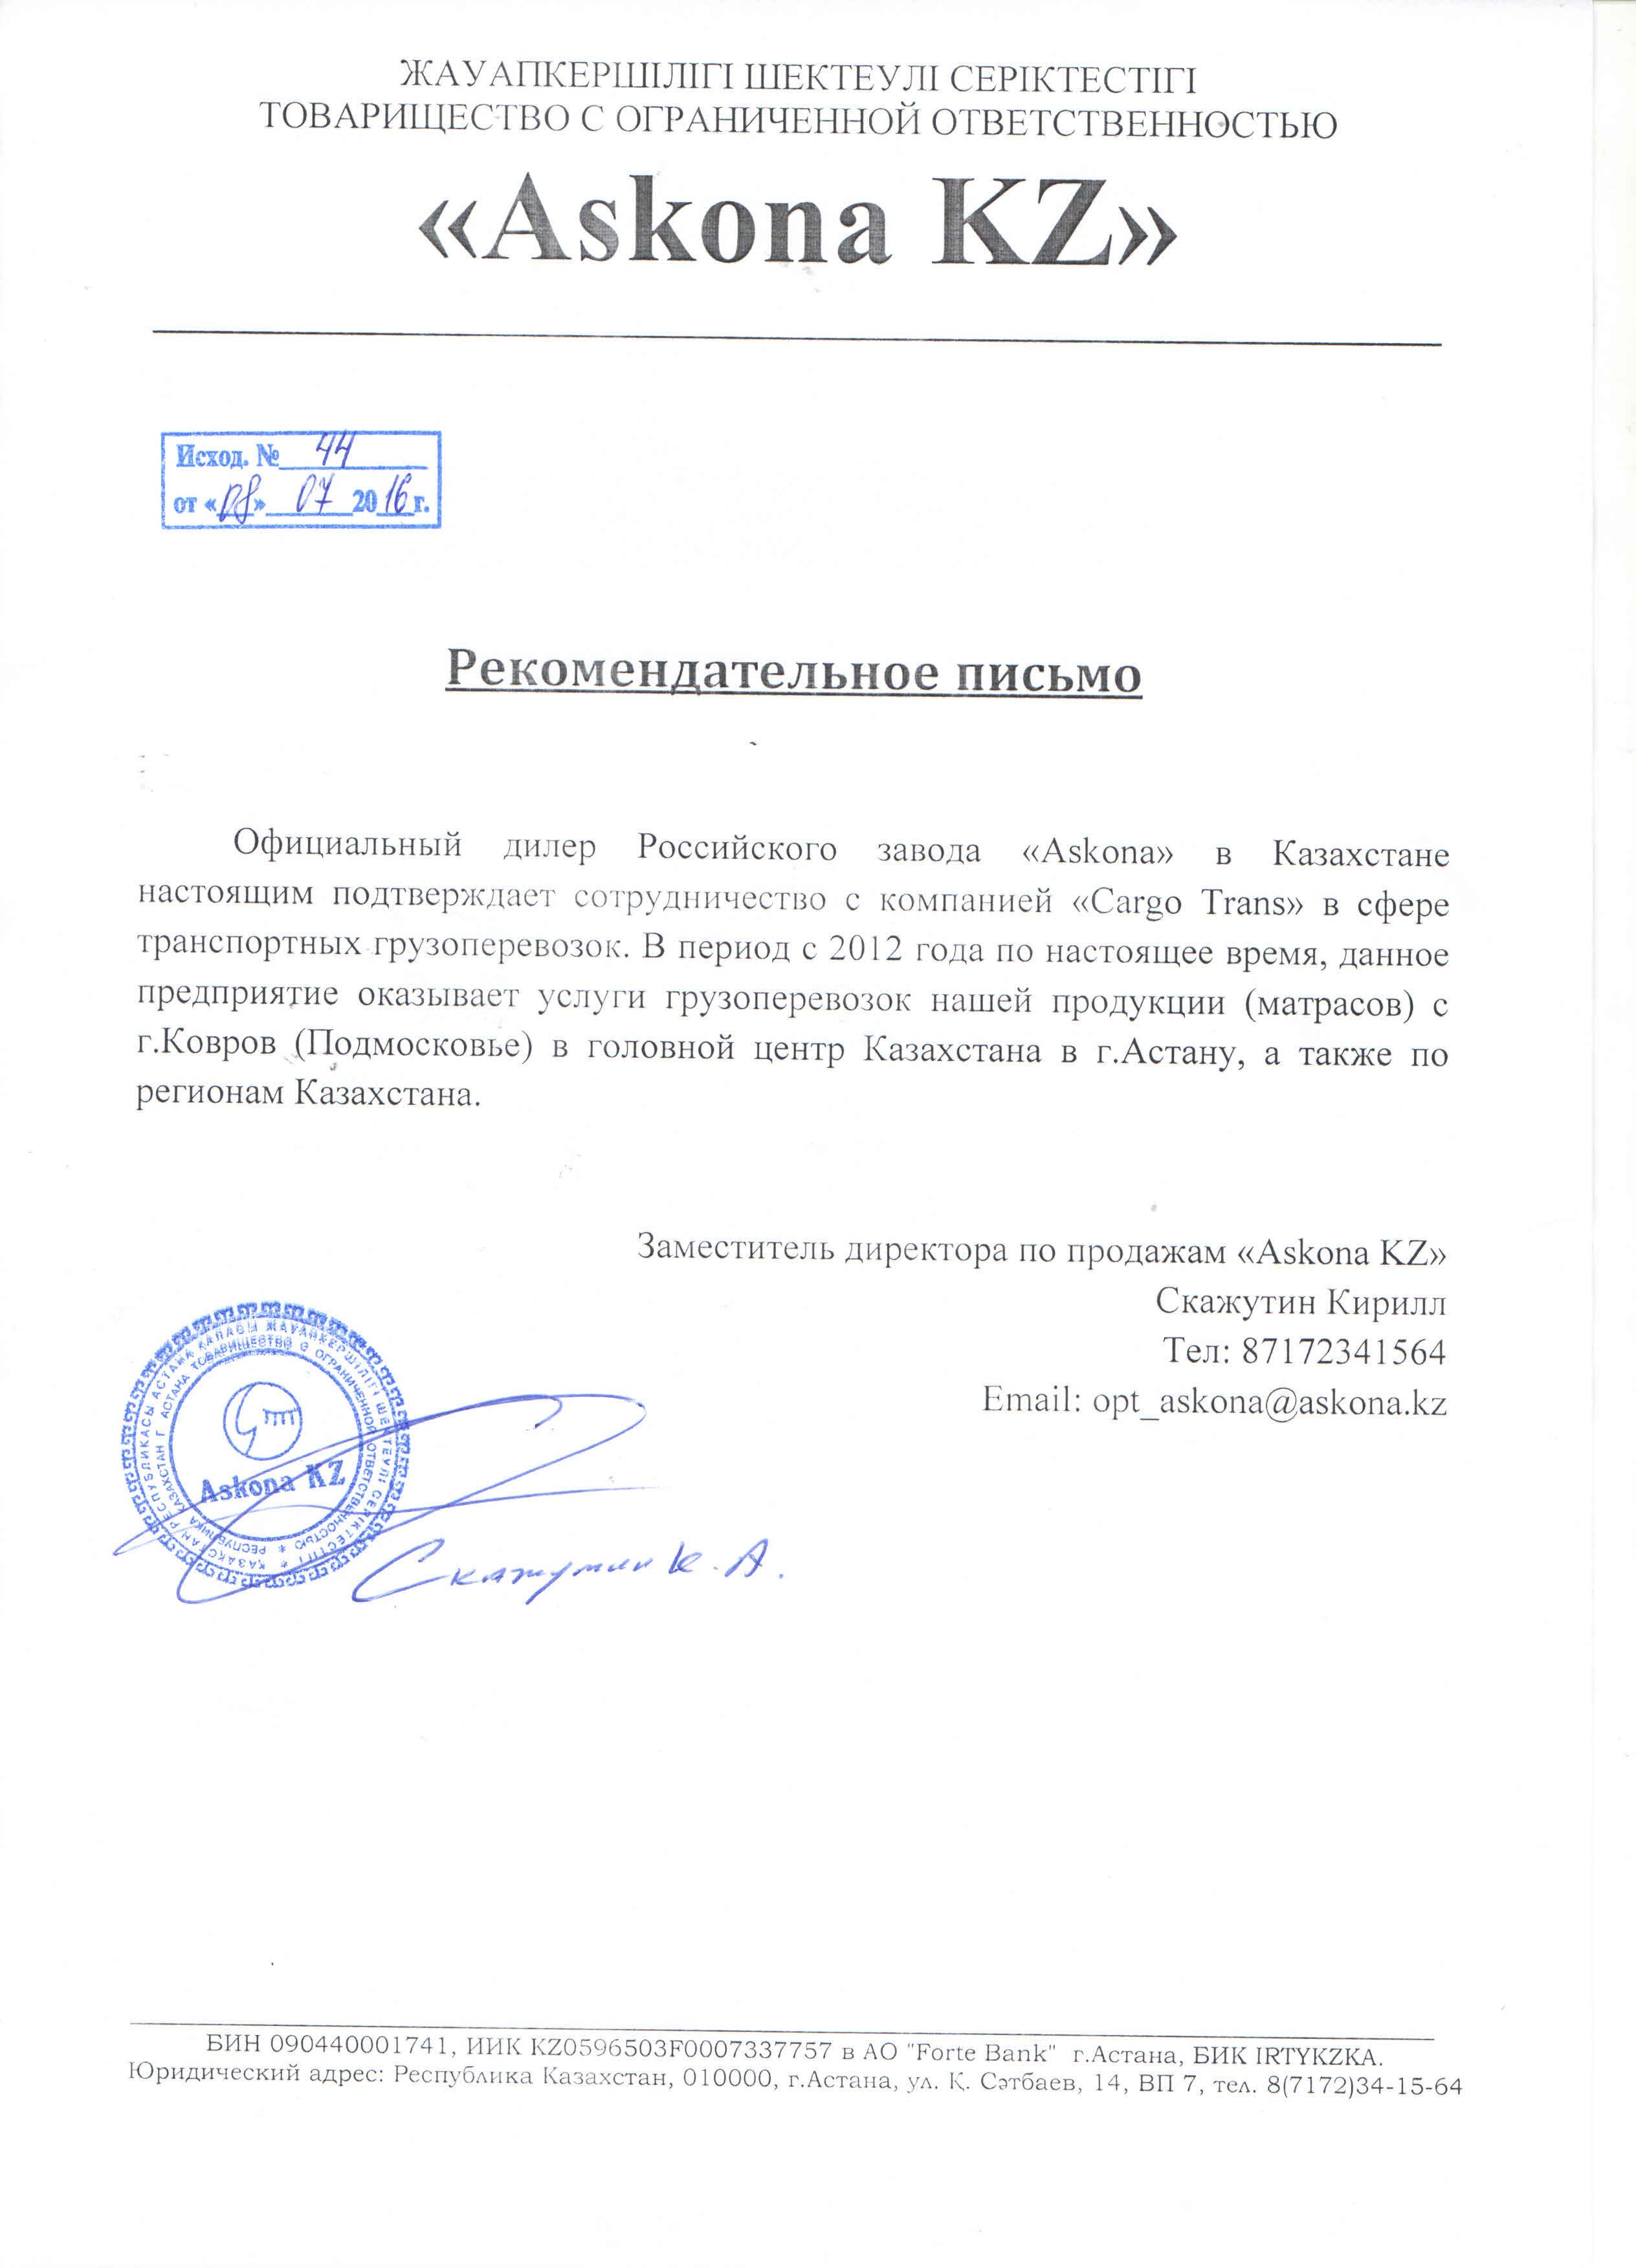 ЖАУАПКЕРШІЛІГІ ШЕКТЕУЛІ СЕРІКТЕСТІГІ
ТОВАРИЩЕСТВО С ОГРАНИЧЕННОЙ ОТВЕТСТВЕННОСТЬЮ
«Askona KZ»
Исход. № 44
от «08» 07 2016 г.
Рекомендательное письмо
Официальный дилер Российского завода «Askona» в Казахстане
настоящим подтверждает сотрудничество с компанией «Cargo Trans» в сфере
транспортных грузоперевозок. В период с 2012 года по настоящее время, данное
предприятие оказывает услуги грузоперевозок нашей продукции (матрасов) с
г.Ковров (Подмосковье) в головной центр Казахстана в г.Астану, а также по
регионам Казахстана.
Заместитель директора по продажам «Askona KZ»
Скажутин Кирилл
Тел: 87172341564
Email: opt_askona@askona.kz
ҚАЗАҚСТАН РЕСПУБЛИКАСЫ АСТАНА ҚАЛАСЫ ЖАУАПКЕРШІЛІГІ ШЕКТЕУЛІ СЕРІКТЕСТІГІ
РЕСПУБЛИКА КАЗАХСТАН Г. АСТАНА ТОВАРИЩЕСТВО С ОГРАНИЧЕННОЙ ОТВЕТСТВЕННОСТЬЮ
Askona KZ
Скажутин К.А.
БИН 090440001741, ИИК KZ0596503F0007337757 в АО "Forte Bank" г.Астана, БИК IRTYKZKA.
Юридический адрес: Республика Казахстан, 010000, г.Астана, ул. Қ. Сәтбаев, 14, ВП 7, тел. 8(7172)34-15-64